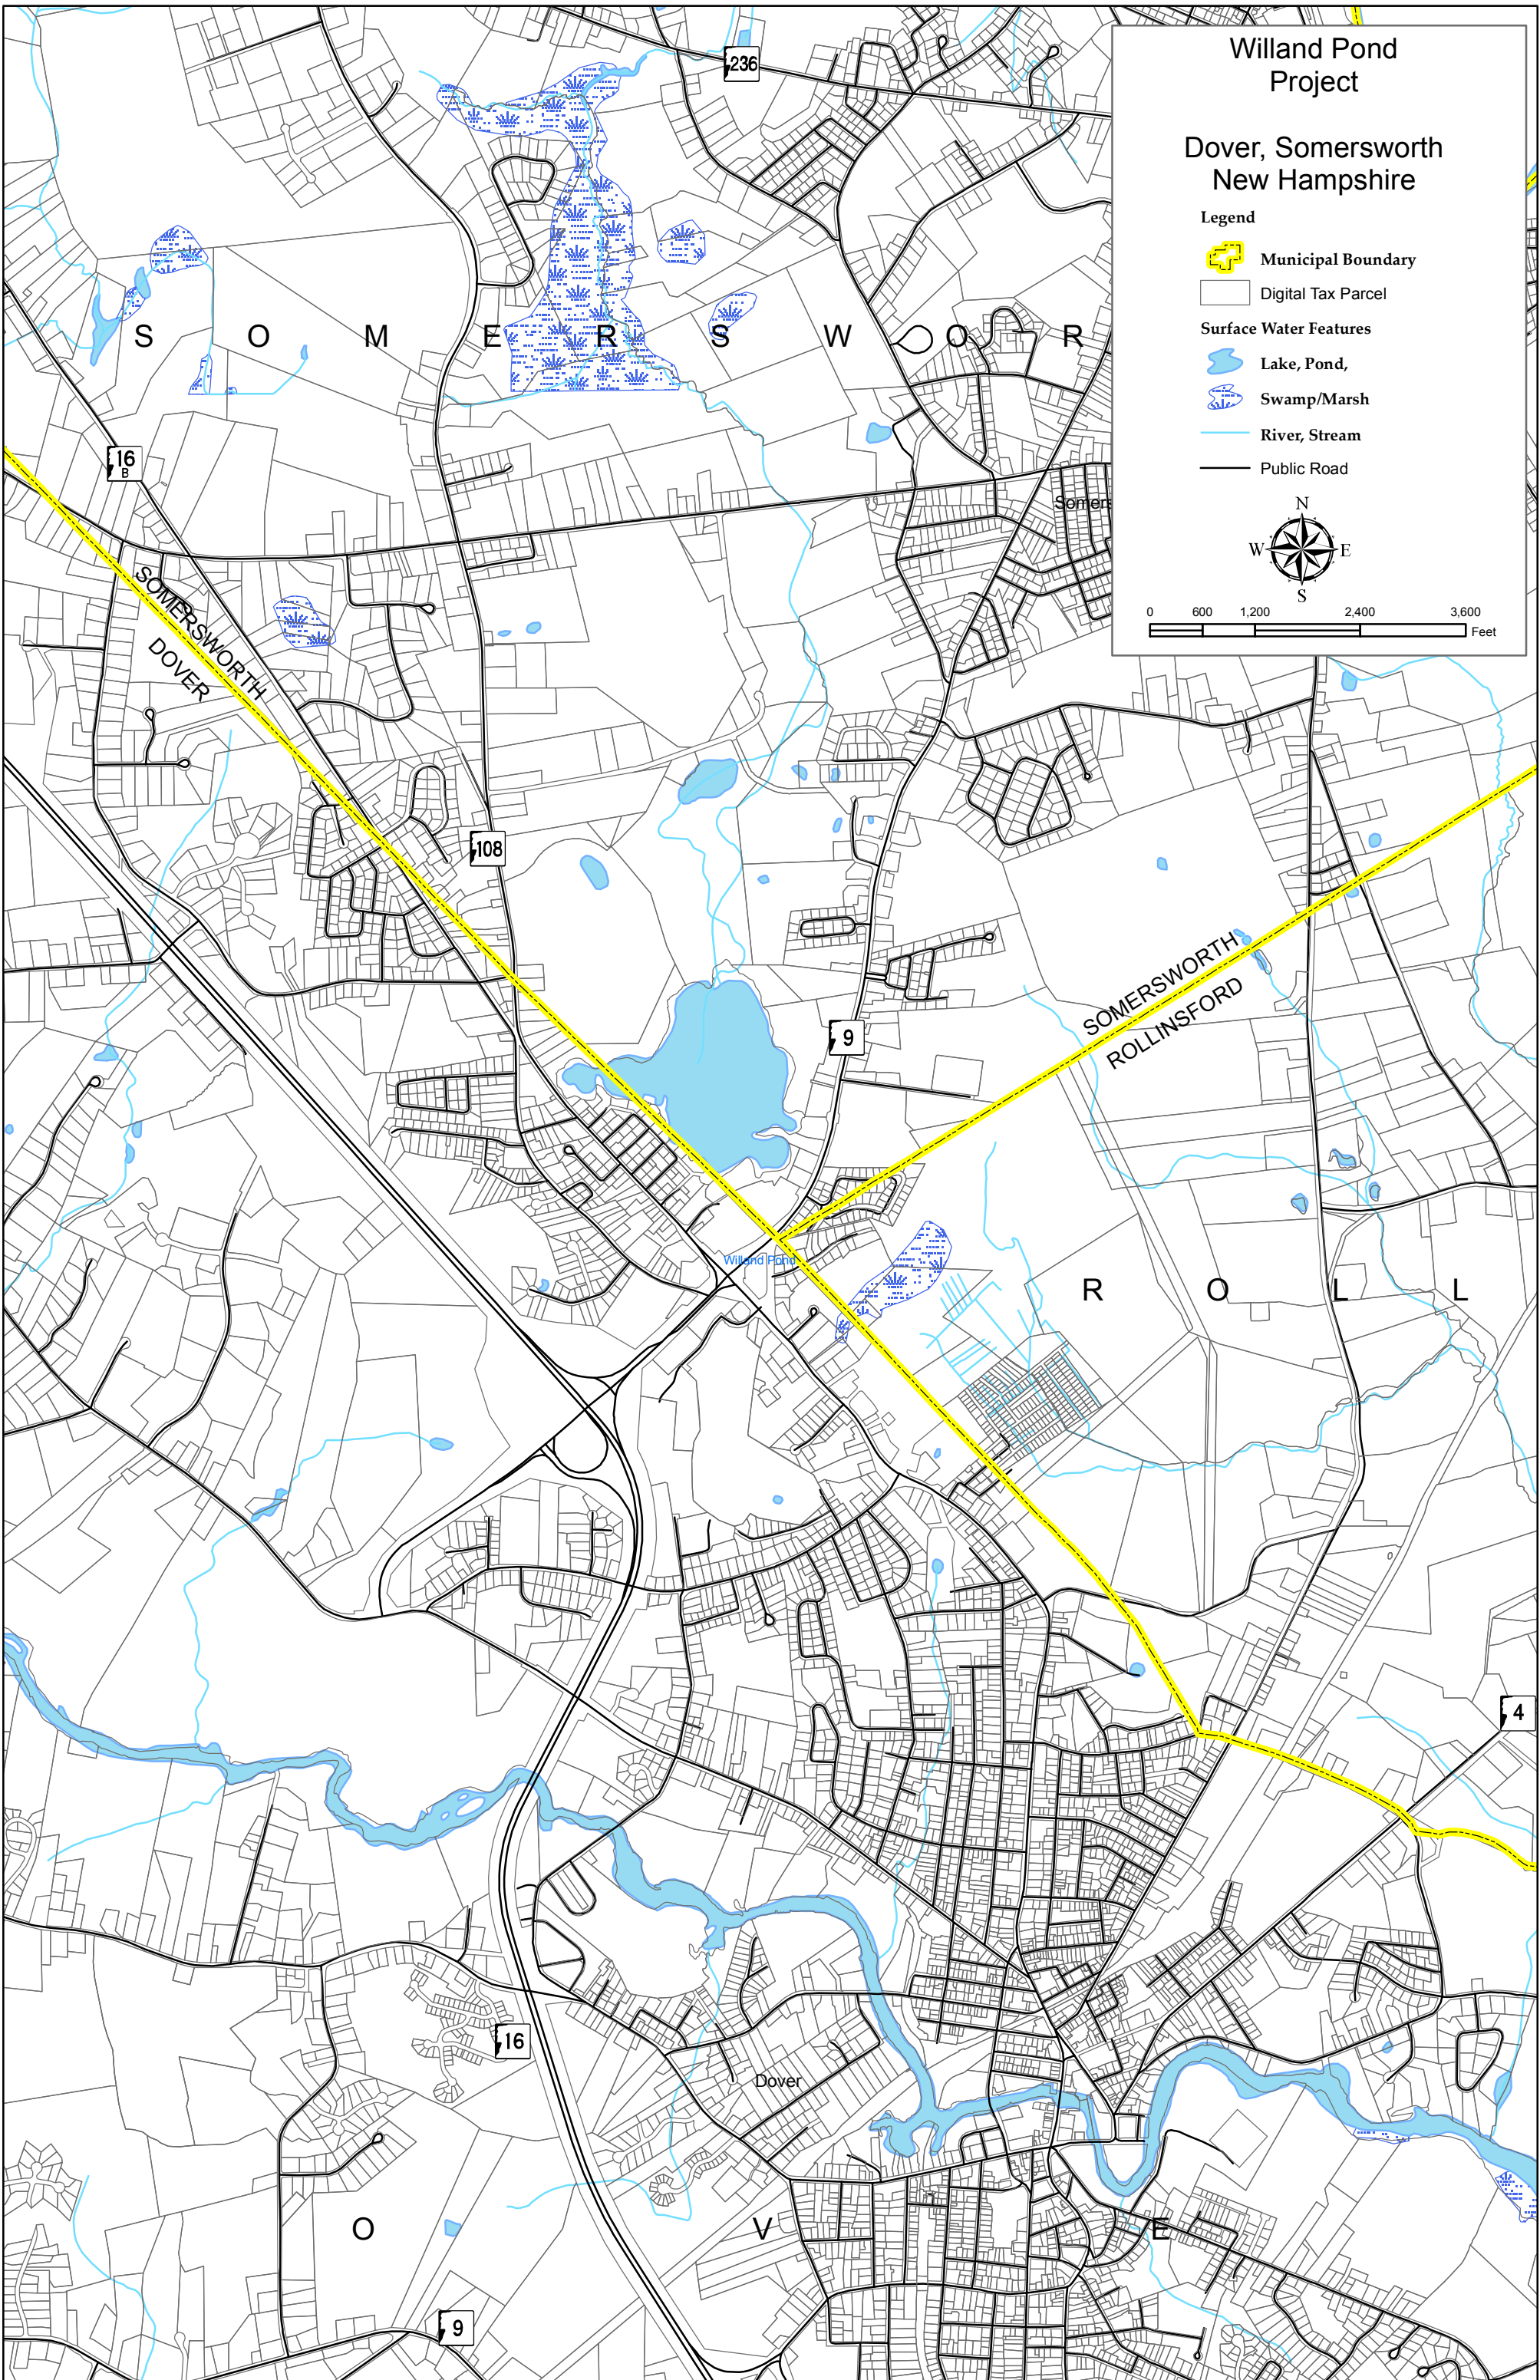 236
Willand Pond
Project
Dover, Somersworth
New Hampshire
Legend
Municipal Boundary
Digital Tax Parcel
Surface Water Features
Lake, Pond,
Swamp/Marsh
River, Stream
Public Road
N
W E
S
0 600 1,200 2,400 3,600
Feet
S O M E R S W O R
16
B
Somers
SOMERSWORTH
DOVER
108
9
SOMERSWORTH
ROLLINSFORD
Willand Pond
R O L L
4
16
Dover
O V E
9